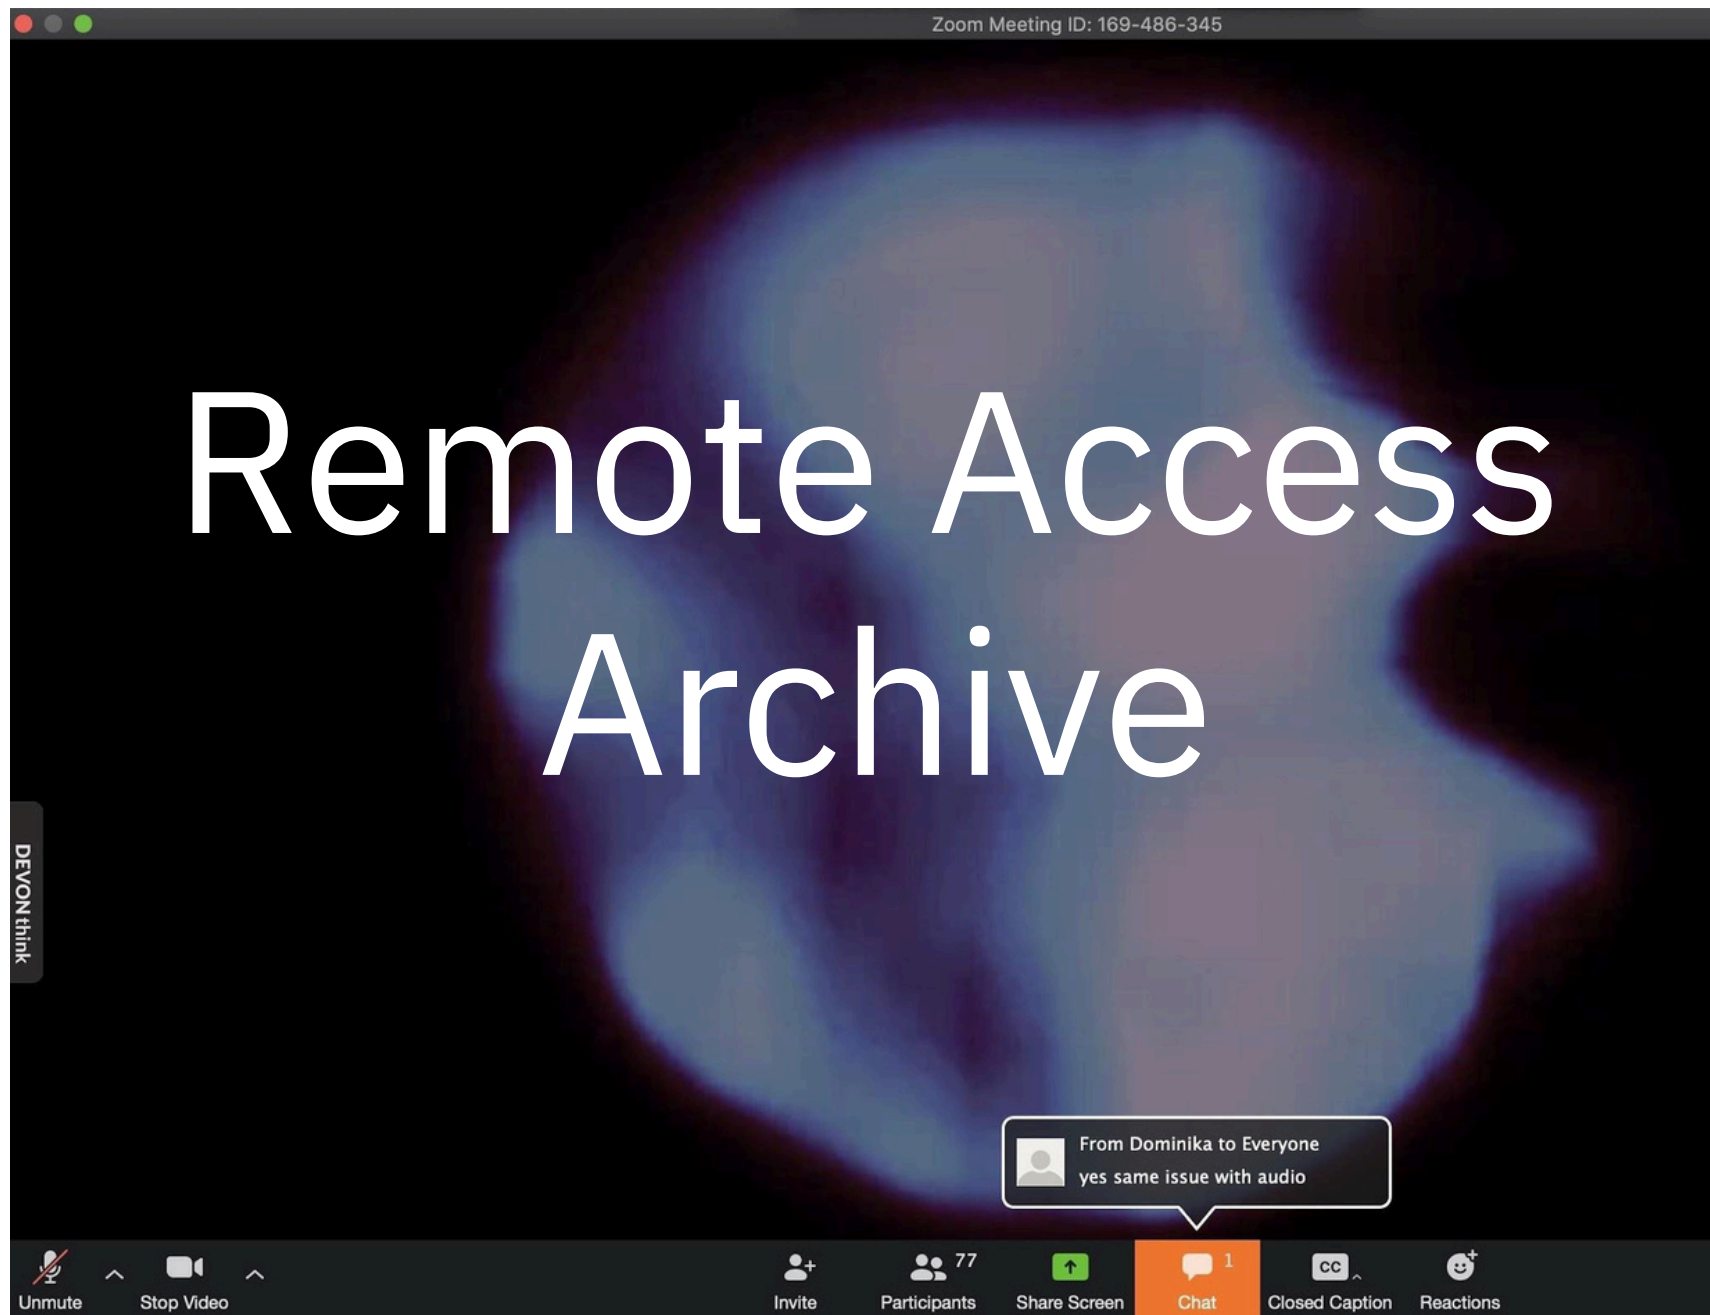 Zoom Meeting ID: 169-486-345
Remote Access
Archive
DEVONthink
From Dominika to Everyone
yes same issue with audio
77
1
CC
Unmute
Stop Video
Invite
Participants
Share Screen
Chat
Closed Caption
Reactions